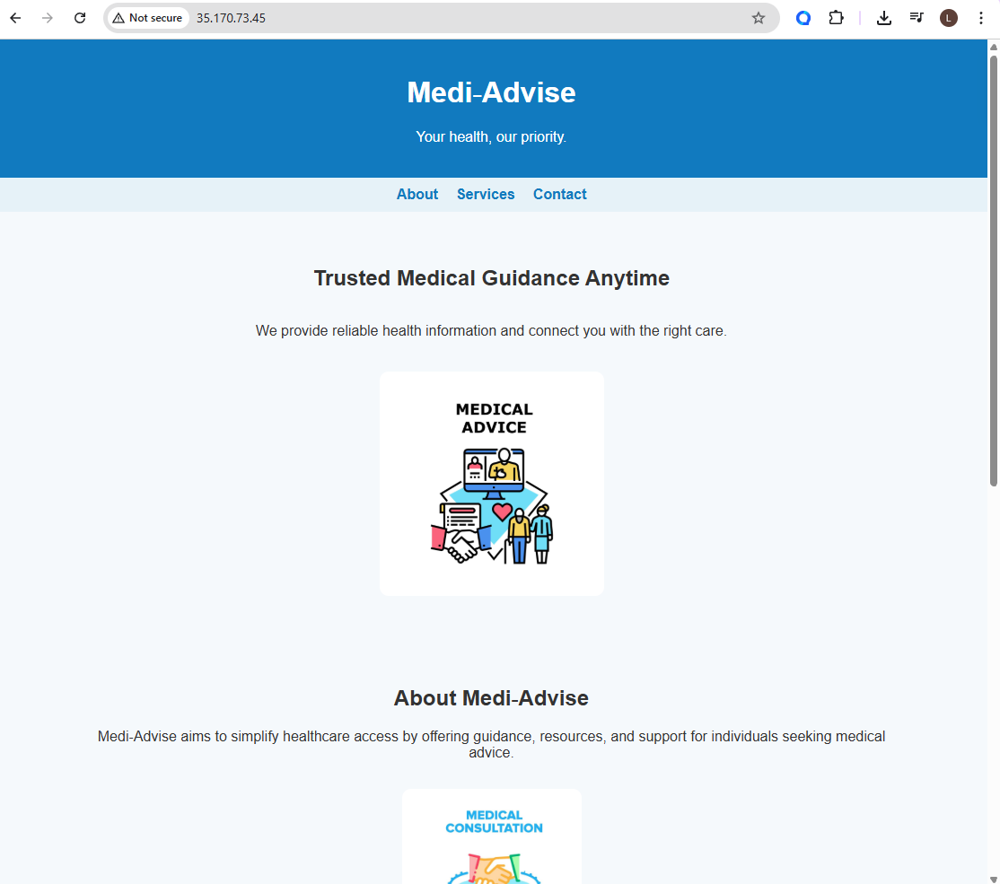 Not secure
35.170.73.45
L
Medi-Advise
Your health, our priority.
About Services Contact
Trusted Medical Guidance Anytime
We provide reliable health information and connect you with the right care.
MEDICAL
ADVICE
About Medi-Advise
Medi-Advise aims to simplify healthcare access by offering guidance, resources, and support for individuals seeking medical
advice.
MEDICAL
CONSULTATION